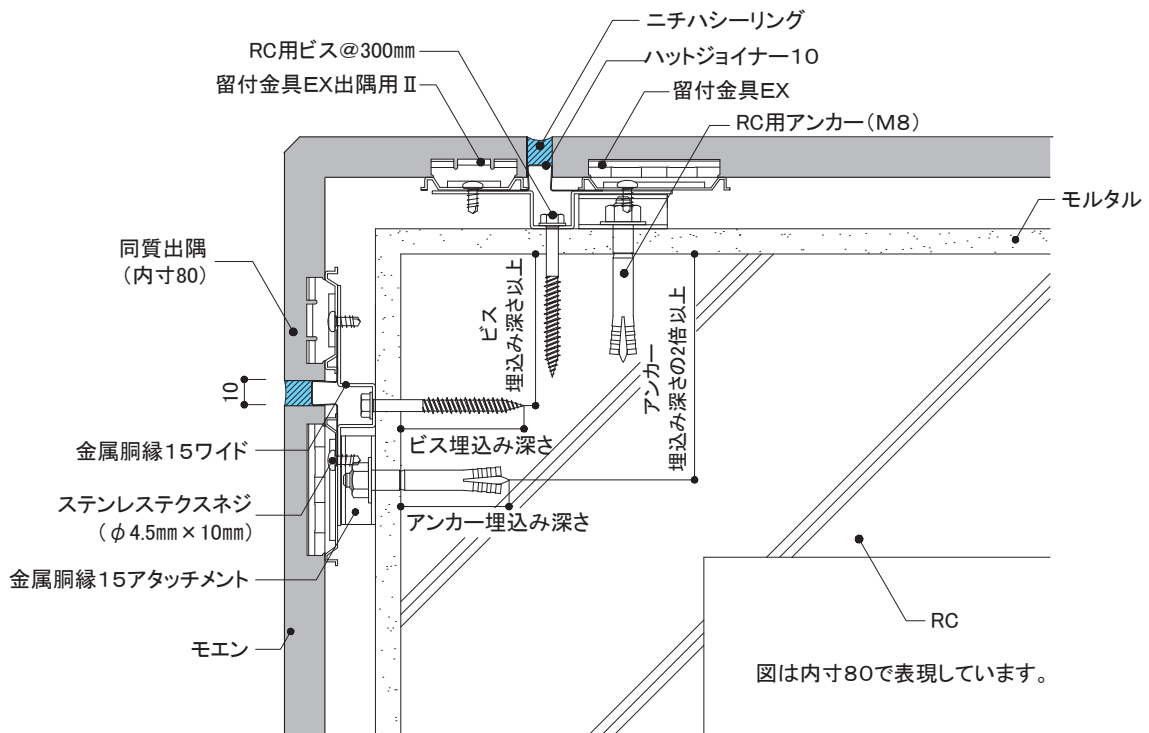 ニチハシーリング
RC用ビス@300mm
ハットジョイナー10
留付金具EX出隅用Ⅱ
留付金具EX
RC用アンカー(M8)
モルタル
同質出隅
(内寸80)
ビス
埋込み深さ以上
アンカー
埋込み深さの2倍以上
10
金属胴縁15ワイド
ビス埋込み深さ
ステンレステクスネジ
(φ4.5mm×10mm)
アンカー埋込み深さ
金属胴縁15アタッチメント
モエン
RC
図は内寸80で表現しています。